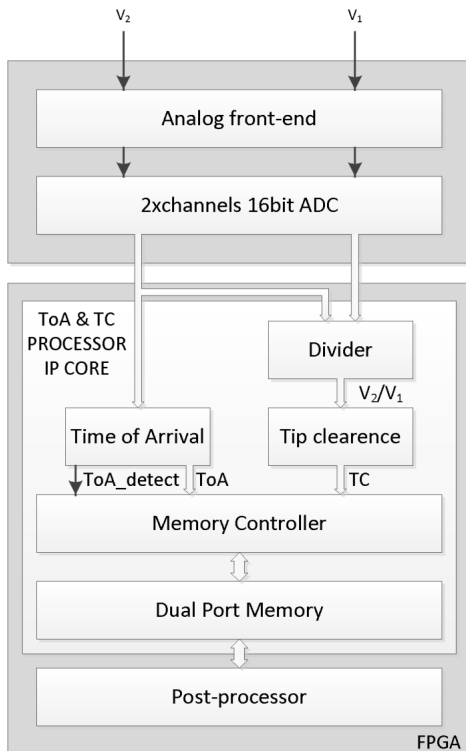 V₂ V₁
Analog front-end
2xchannels 16bit ADC
ToA & TC
PROCESSOR
IP CORE
Divider
V₂/V₁
Time of Arrival
Tip clearence
ToA_detect ToA
TC
Memory Controller
Dual Port Memory
Post-processor
FPGA